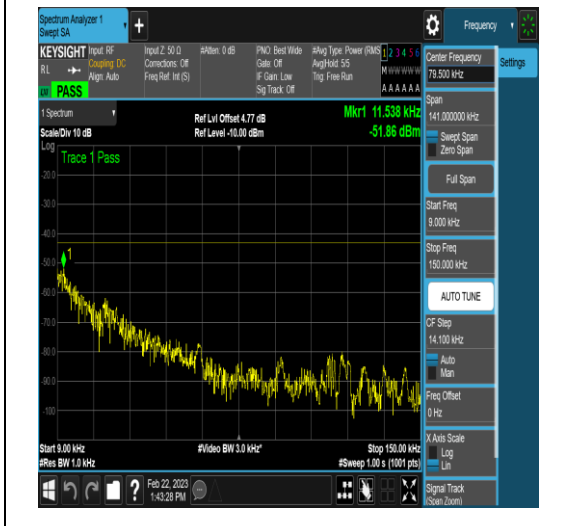 Spectrum Analyzer 1
Swept SA
Frequency
KEYSIGHT
RL
Input: RF
Coupling: DC
Align: Auto
Input Z: 50 Ω
Corrections: Off
Freq Ref: Int (S)
#Atten: 0 dB
PNO: Best Wide
Gate: Off
IF Gain: Low
Sig Track: Off
#Avg Type: Power (RMS
Avg|Hold: 5/5
Trig: Free Run
1 2 3 4 5 6
M w w w w w
A A A A A A
PASS
1 Spectrum
Scale/Div 10 dB
Ref Lvl Offset 4.77 dB
Ref Level -10.00 dBm
Mkr1 11.538 kHz
-51.86 dBm
Log
Trace 1 Pass
-20.0
-30.0
-40.0
-50.0
-60.0
-70.0
-80.0
-90.0
-100
1
Start 9.00 kHz
#Res BW 1.0 kHz
#Video BW 3.0 kHz*
Stop 150.00 kHz
#Sweep 1.00 s (1001 pts)
Feb 22, 2023
1:43:28 PM
?
Center Frequency
79.500 kHz
Settings
Span
141.000000 kHz
Swept Span
Zero Span
Full Span
Start Freq
9.000 kHz
Stop Freq
150.000 kHz
AUTO TUNE
CF Step
14.100 kHz
Auto
Man
Freq Offset
0 Hz
X Axis Scale
Log
Lin
Signal Track
(Span Zoom)